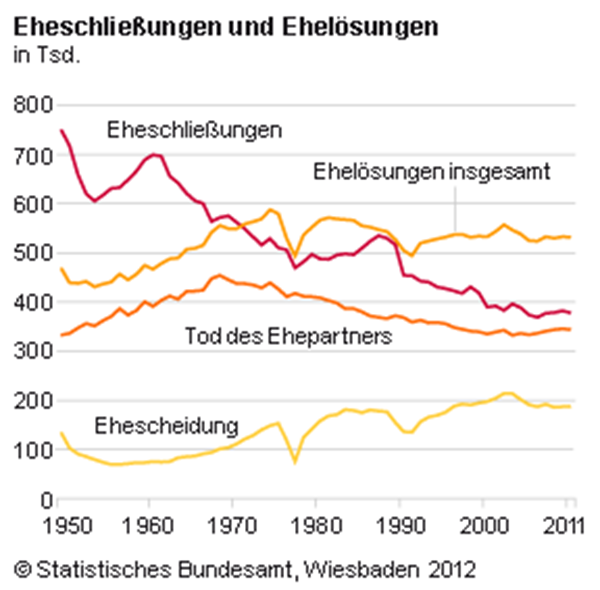 Eheschließungen und Ehelösungen
in Tsd.
800
Eheschließungen
700
Ehelösungen insgesamt
600
500
400
Tod des Ehepartners
300
200
Ehescheidung
100
0
1950 1960 1970 1980 1990 2000 2011
© Statistisches Bundesamt, Wiesbaden 2012